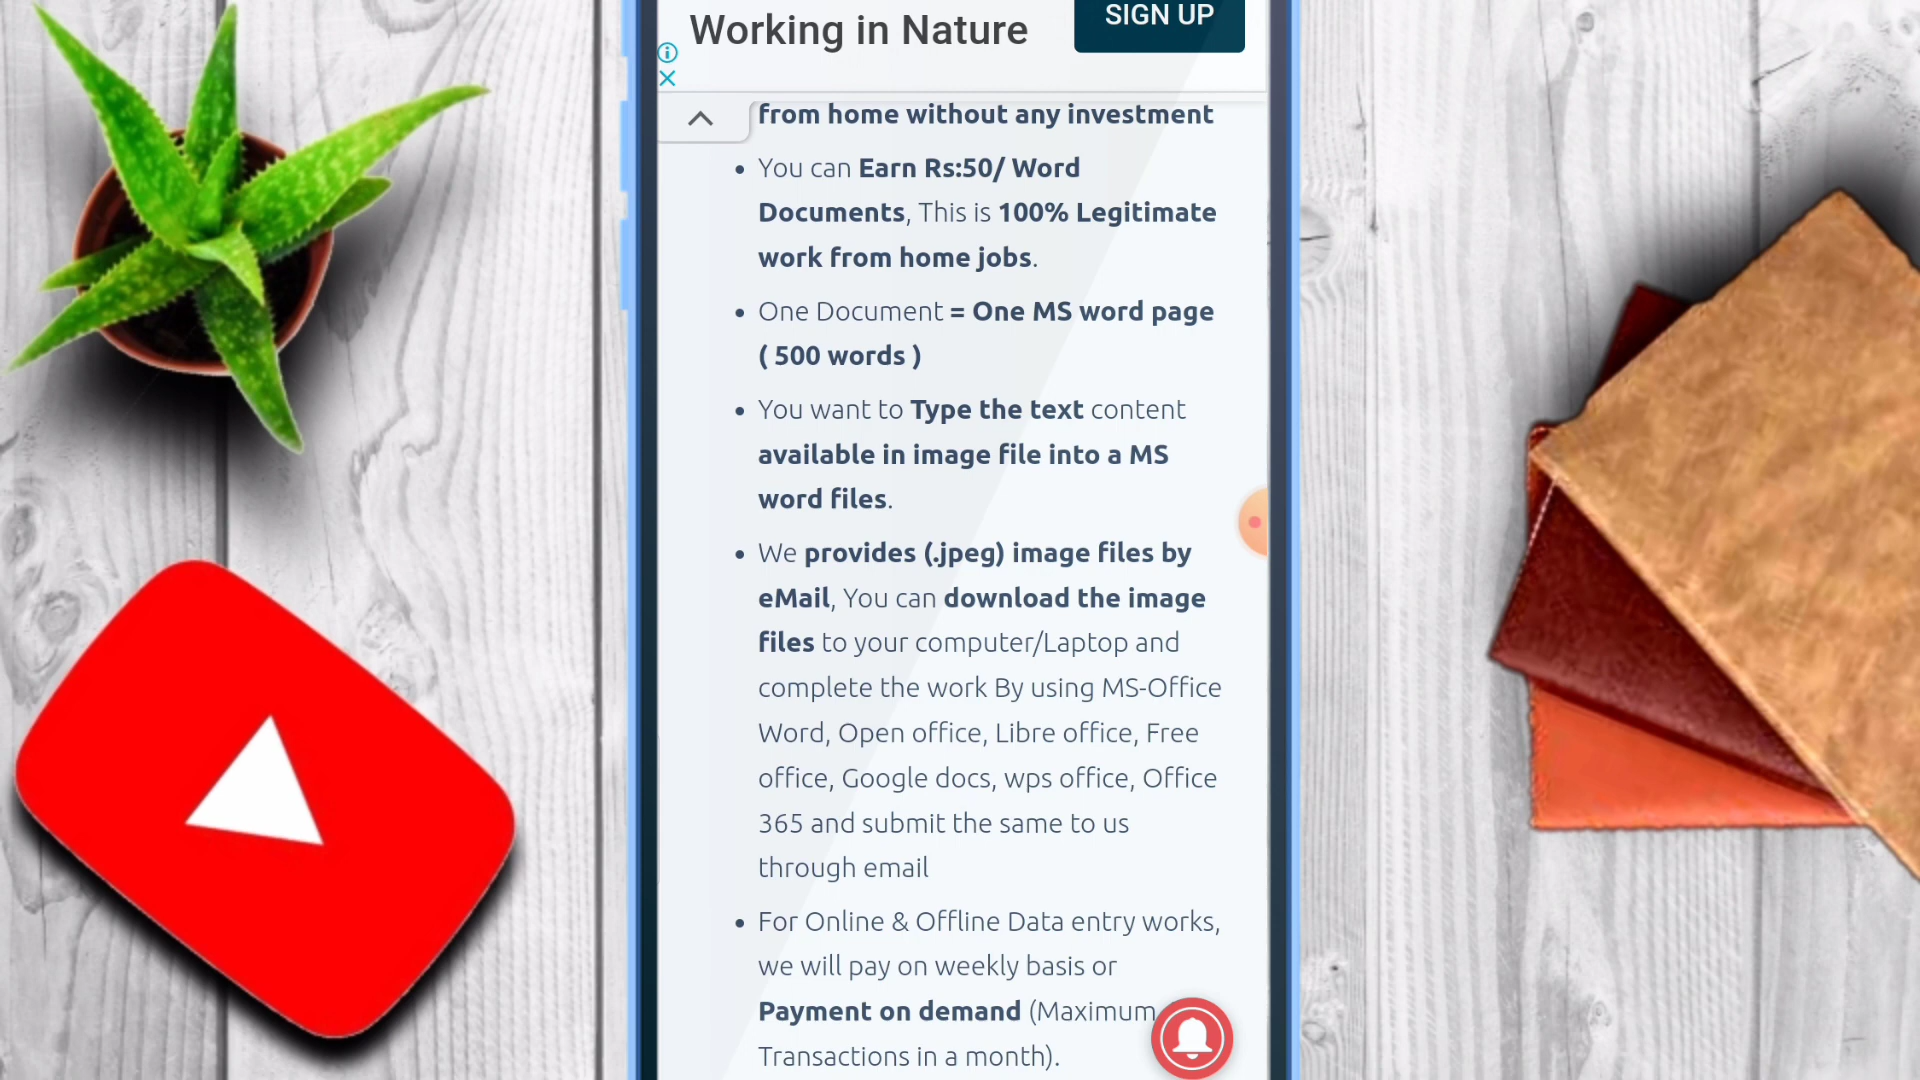 Working in Nature
SIGN UP
from home without any investment
You can Earn Rs:50/ Word
Documents, This is 100% Legitimate
work from home jobs.
One Document = One MS word page
( 500 words )
You want to Type the text content
available in image file into a MS
word files.
We provides (.jpeg) image files by
eMail, You can download the image
files to your computer/Laptop and
complete the work By using MS-Office
Word, Open office, Libre office, Free
office, Google docs, wps office, Office
365 and submit the same to us
through email
For Online & Offline Data entry works,
we will pay on weekly basis or
Payment on demand (Maximum
Transactions in a month).